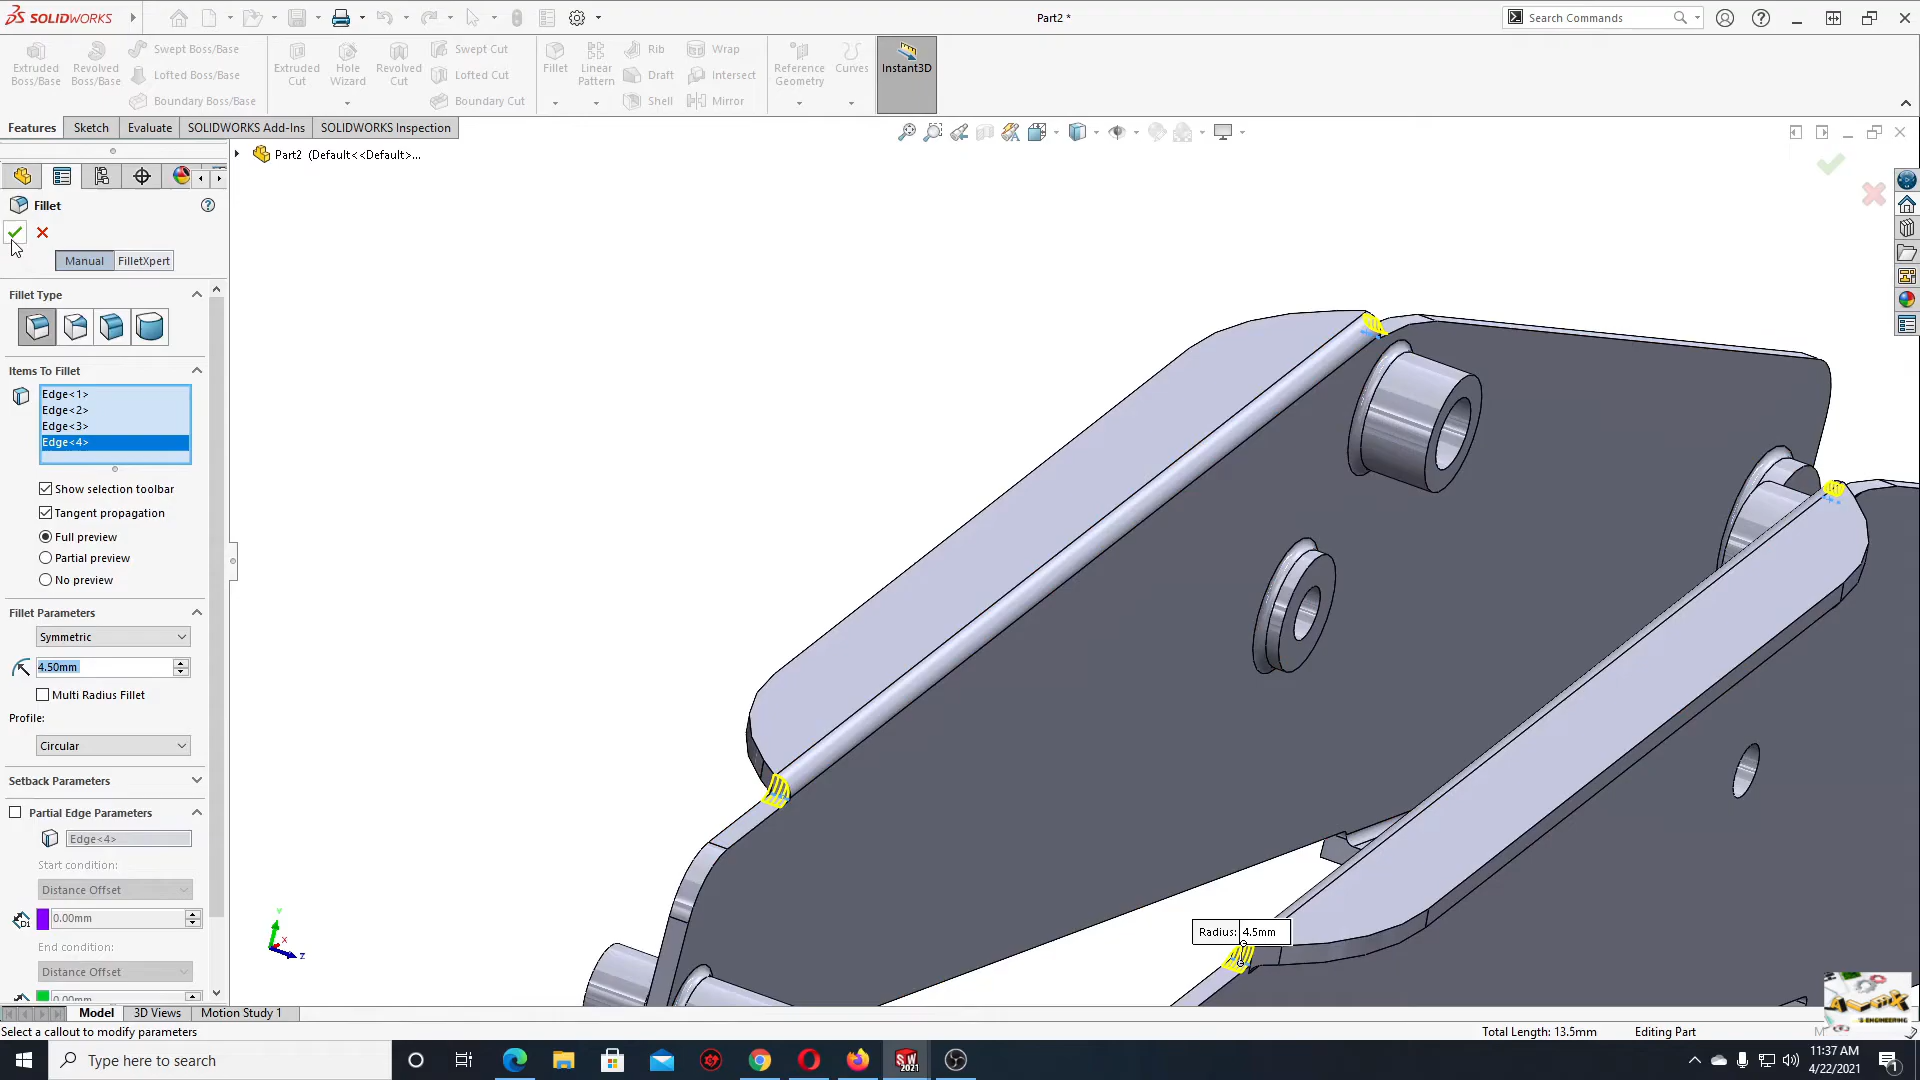 SOLIDWORKS
Part2 *
Search Commands
Extruded Boss/Base
Revolved Boss/Base
Swept Boss/Base
Lofted Boss/Base
Boundary Boss/Base
Extruded Cut
Hole Wizard
Revolved Cut
Swept Cut
Lofted Cut
Boundary Cut
Fillet
Linear Pattern
Rib
Draft
Shell
Wrap
Intersect
Mirror
Reference Geometry
Curves
Instant3D
Features
Sketch
Evaluate
SOLIDWORKS Add-Ins
SOLIDWORKS Inspection
Part2 (Default<<Default>...
Fillet
Manual
FilletXpert
Fillet Type
Items To Fillet
Edge<1>
Edge<2>
Edge<3>
Edge<4>
Show selection toolbar
Tangent propagation
Full preview
Partial preview
No preview
Fillet Parameters
Symmetric
4.50mm
Multi Radius Fillet
Profile:
Circular
Setback Parameters
Partial Edge Parameters
Edge<4>
Start condition:
Distance Offset
0.00mm
End condition:
Distance Offset
0.00mm
Radius: 4.5mm
Y
X
Z
Model
3D Views
Motion Study 1
Select a callout to modify parameters
Total Length: 13.5mm
Editing Part
Type here to search
SW
2021
11:37 AM
4/22/2021
1